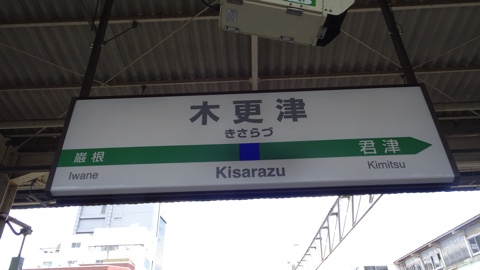 木更津
きさらづ
巌根
君津
Iwane
Kisarazu
Kimitsu